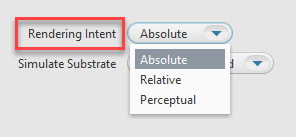 Rendering Intent Absolute
Absolute
Simulate Substrate d
Relative
Perceptual